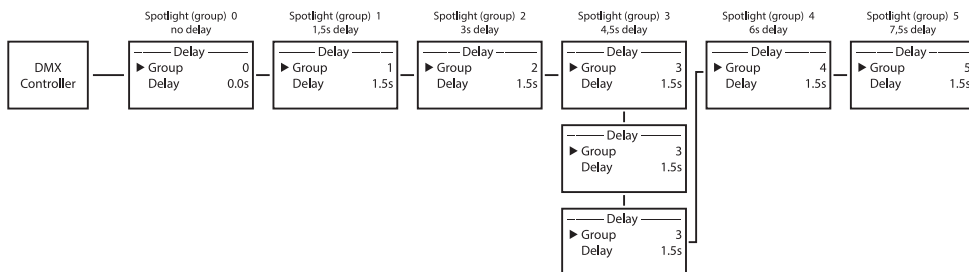 Spotlight (group) 0
no delay
Spotlight (group) 1
1,5s delay
Spotlight (group) 2
3s delay
Spotlight (group) 3
4,5s delay
Spotlight (group) 4
6s delay
Spotlight (group) 5
7,5s delay
DMX
Controller
Delay
▶ Group 0
Delay 0.0s
Delay
▶ Group 1
Delay 1.5s
Delay
▶ Group 2
Delay 1.5s
Delay
▶ Group 3
Delay 1.5s
Delay
▶ Group 4
Delay 1.5s
Delay
▶ Group 5
Delay 1.5s
Delay
▶ Group 3
Delay 1.5s
Delay
▶ Group 3
Delay 1.5s